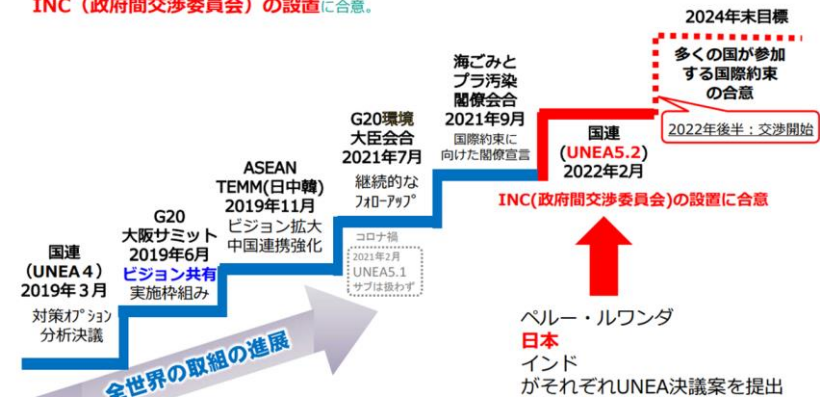 INC（政府間交渉委員会）の設置に合意。
2024年末目標
多くの国が参加
する国際約束
の合意
2022年後半：交渉開始
海ごみと
プラ汚染
閣僚会合
2021年9月
国際約束に
向けた閣僚宣言
国連
（UNEA5.2）
2022年2月
INC(政府間交渉委員会)の設置に合意
G20環境
大臣会合
2021年7月
継続的な
ﾌｫﾛｰｱｯﾌﾟ
コロナ禍
2021年2月
UNEA5.1
サブは扱わず
ASEAN
TEMM(日中韓)
2019年11月
ビジョン拡大
中国連携強化
G20
大阪サミット
2019年6月
ビジョン共有
実施枠組み
国連
（UNEA４）
2019年３月
対策ｵﾌﾟｼｮﾝ
分析決議
全世界の取組の進展
ペルー・ルワンダ
日本
インド
がそれぞれUNEA決議案を提出